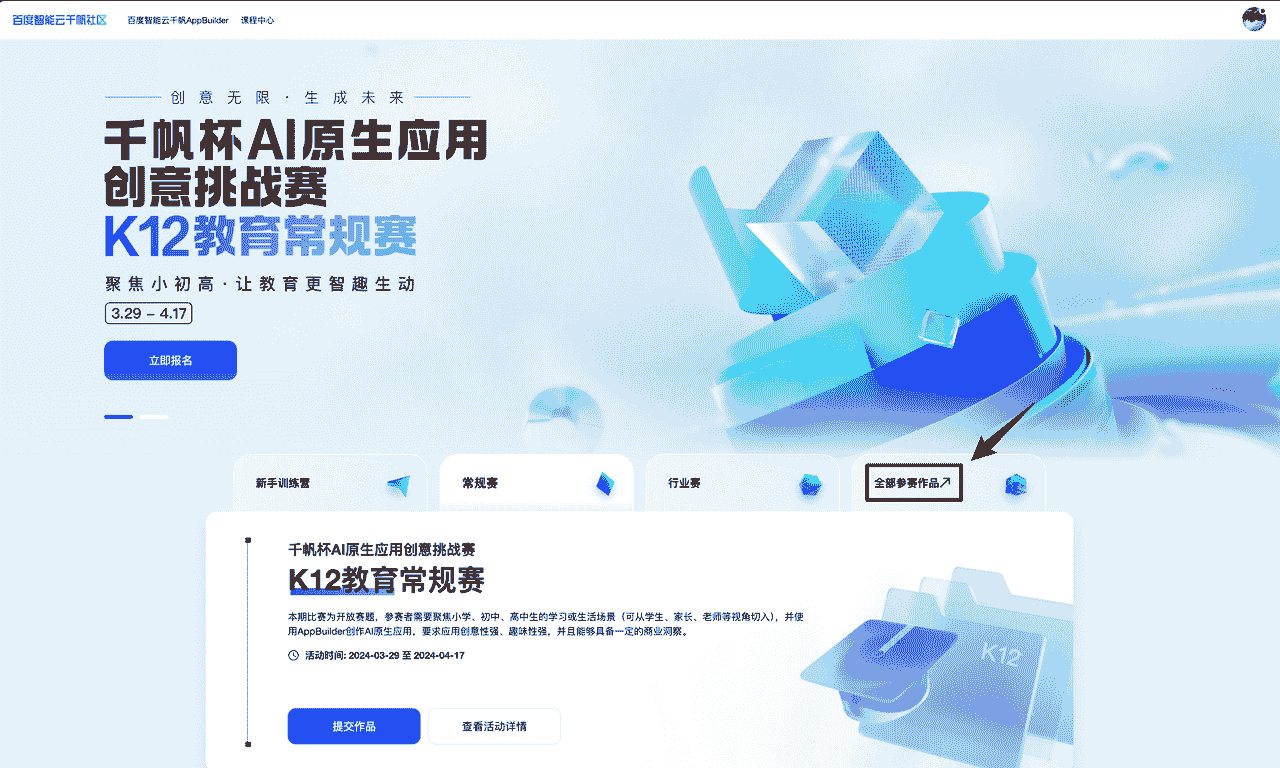 百度智能云千帆社区 百度智能云千帆AppBuilder 课程中心
创意无限·生成未来
千帆杯AI原生应用
创意挑战赛
K12教育常规赛
聚焦小初高·让教育更智趣生动
3.29 – 4.17
立即报名
新手训练营 常规赛 行业赛 全部参赛作品↗
千帆杯AI原生应用创意挑战赛
K12教育常规赛
本期比赛为开放赛题，参赛者需要聚焦小学、初中、高中生的学习或生活场景（可从学生、家长、老师等视角切入），并使
用AppBuilder创作AI原生应用，要求应用创意性强、趣味性强，并且能够具备一定的商业洞察。
活动时间: 2024-03-29 至 2024-04-17
K12
提交作品 查看活动详情